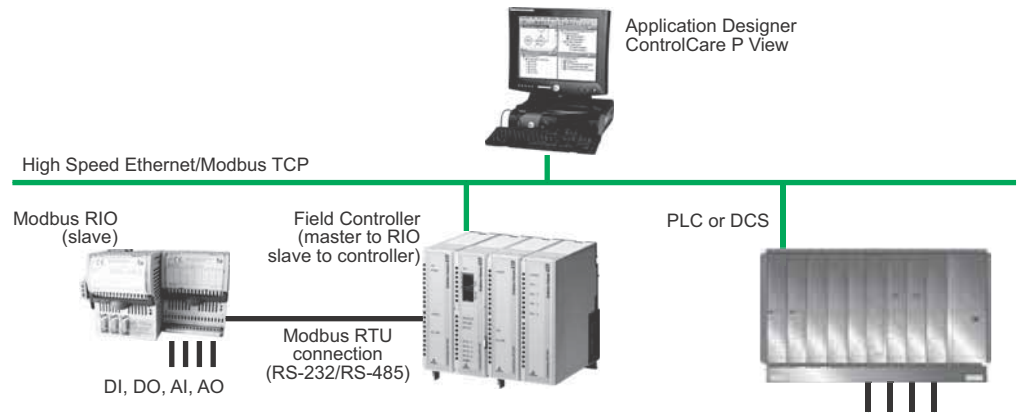 Application Designer
ControlCare P View
High Speed Ethernet/Modbus TCP
Modbus RIO
(slave)
Field Controller
(master to RIO
slave to controller)
PLC or DCS
Modbus RTU
connection
(RS-232/RS-485)
DI, DO, AI, AO